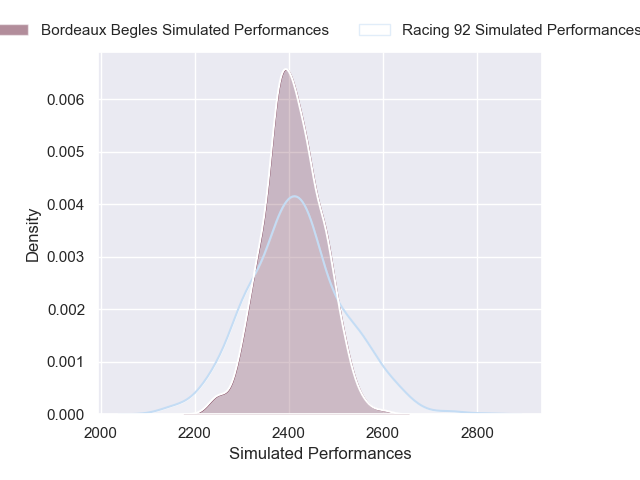 Bordeaux Begles Simulated Performances Racing 92 Simulated Performances
0.006
0.005
0.004
0.003
0.002
0.001
0.000
Density
2000 2200 2400 2600 2800
Simulated Performances